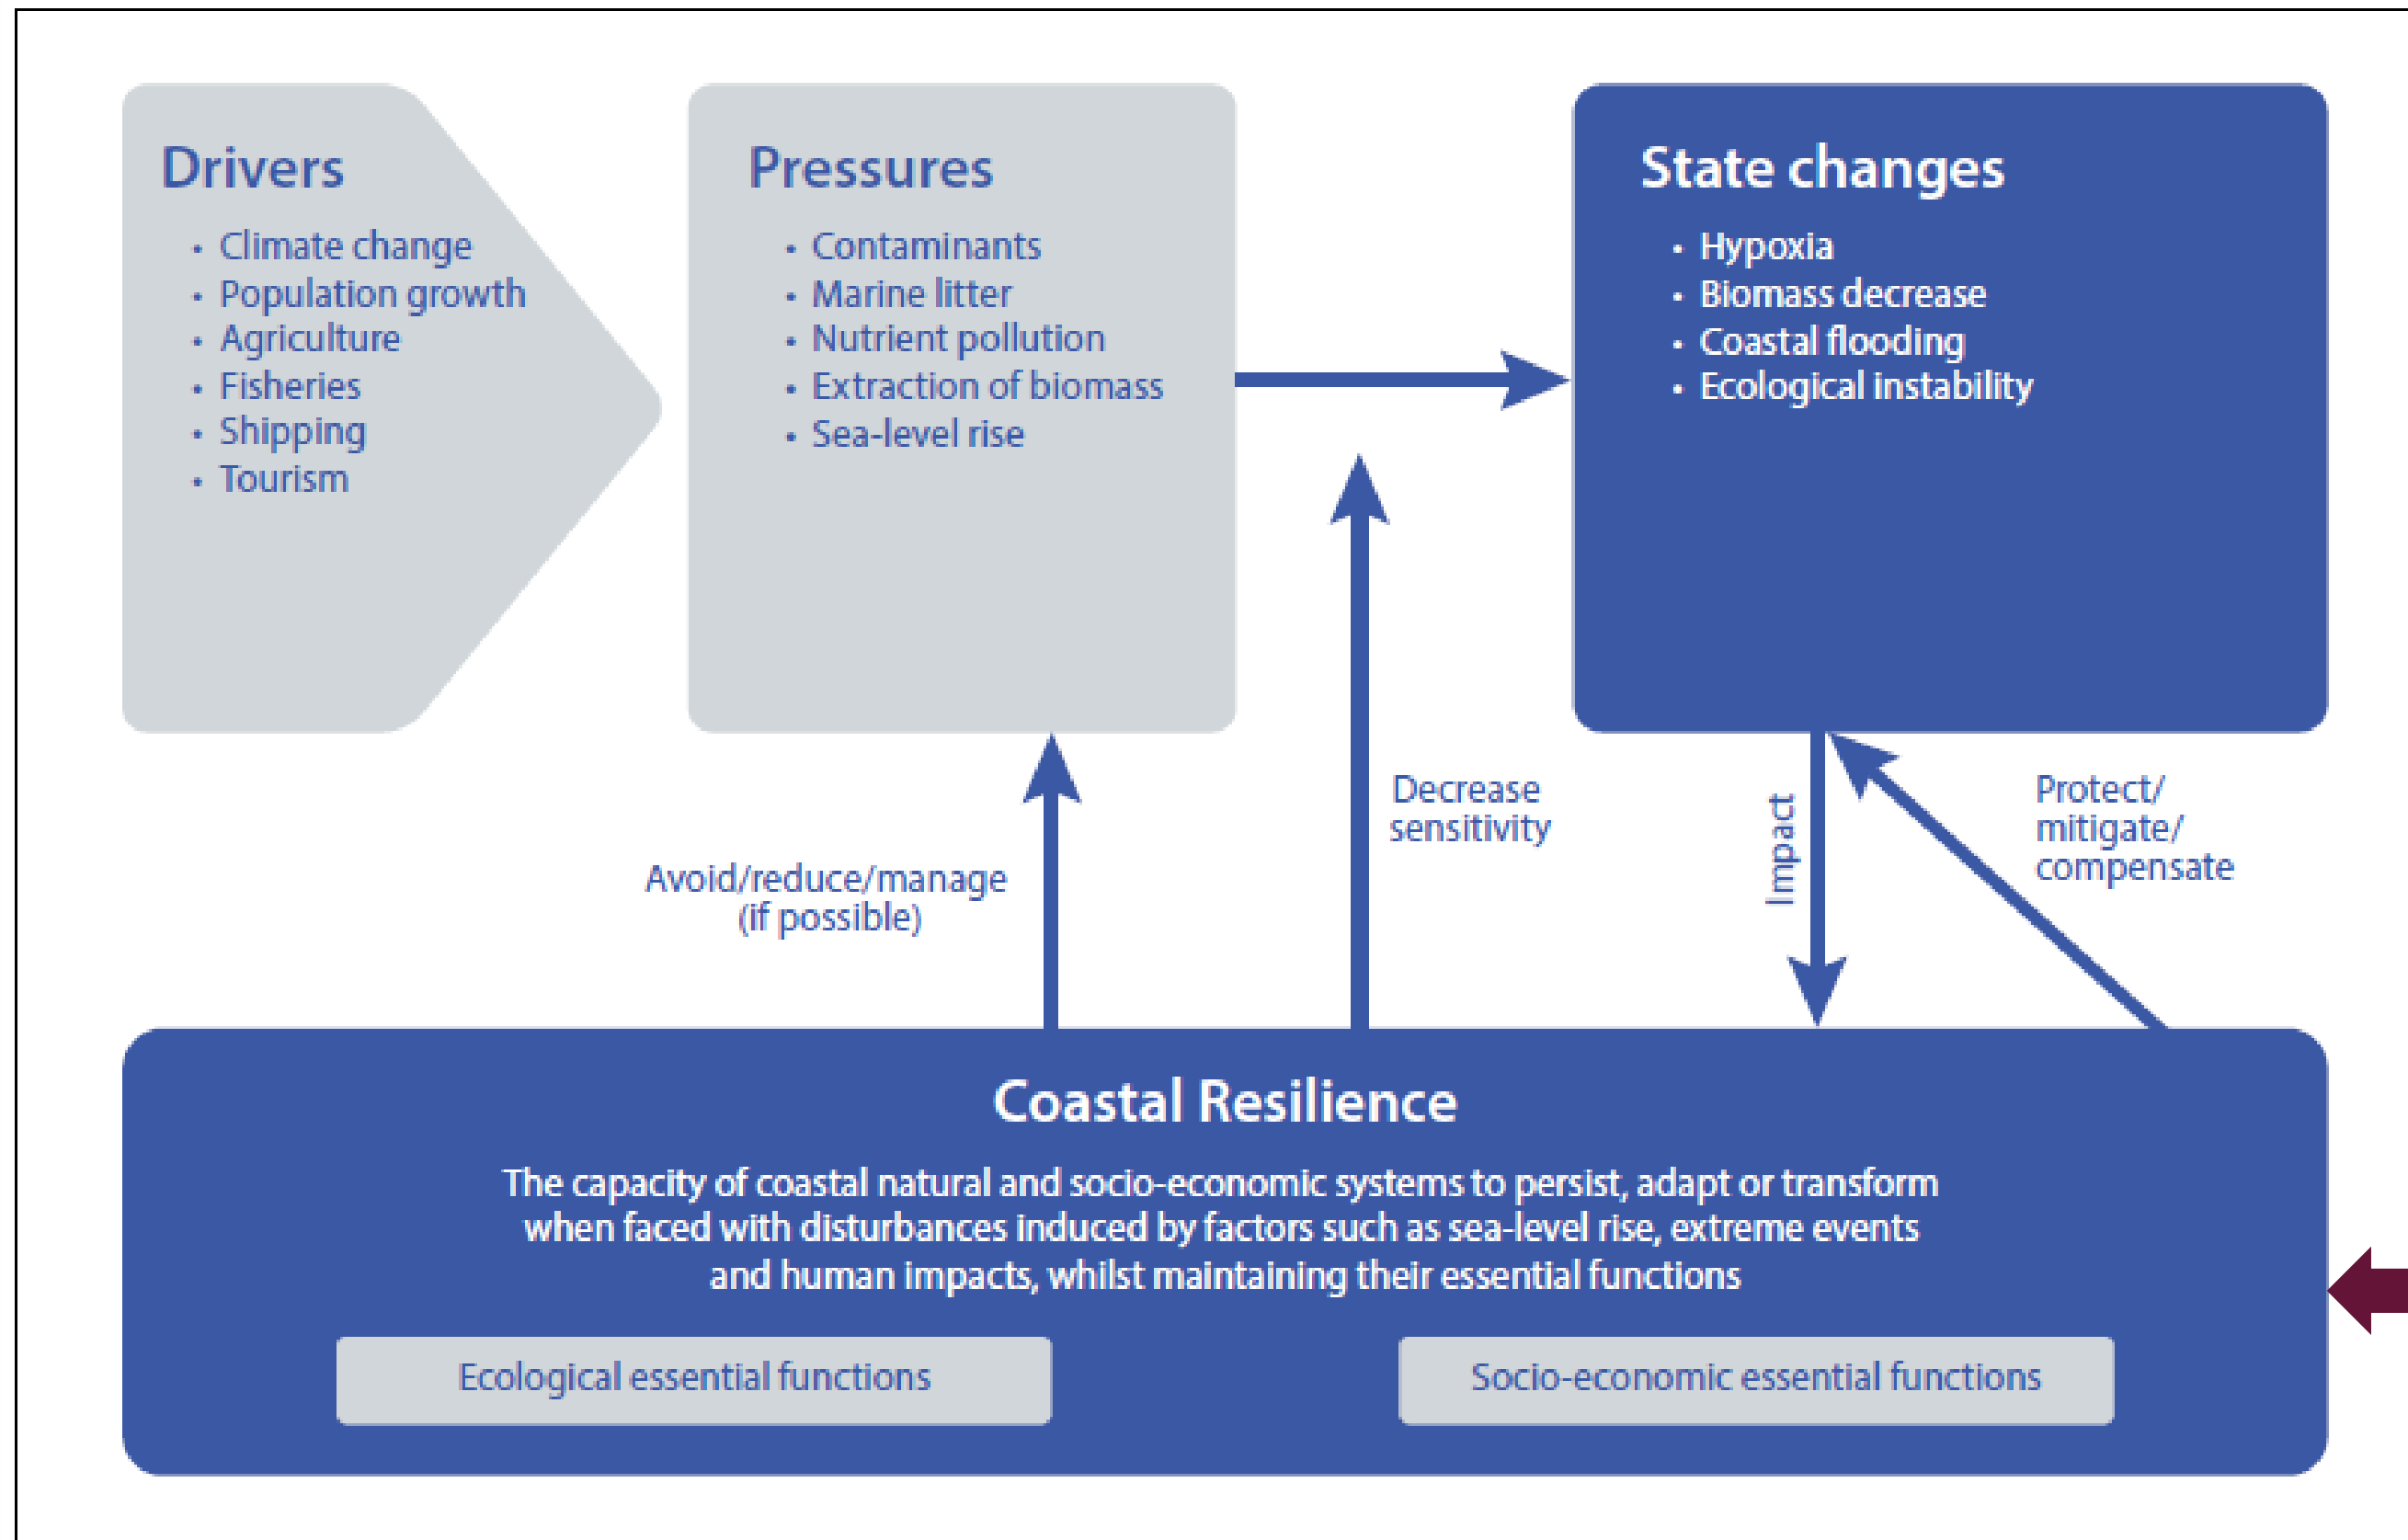 Drivers
• Climate change
• Population growth
• Agriculture
• Fisheries
• Shipping
• Tourism
Pressures
• Contaminants
• Marine litter
• Nutrient pollution
• Extraction of biomass
• Sea-level rise
State changes
• Hypoxia
• Biomass decrease
• Coastal flooding
• Ecological instability
Avoid/reduce/manage
(if possible)
Decrease
sensitivity
Impact
Protect/
mitigate/
compensate
Coastal Resilience
The capacity of coastal natural and socio-economic systems to persist, adapt or transform
when faced with disturbances induced by factors such as sea-level rise, extreme events
and human impacts, whilst maintaining their essential functions
Ecological essential functions
Socio-economic essential functions